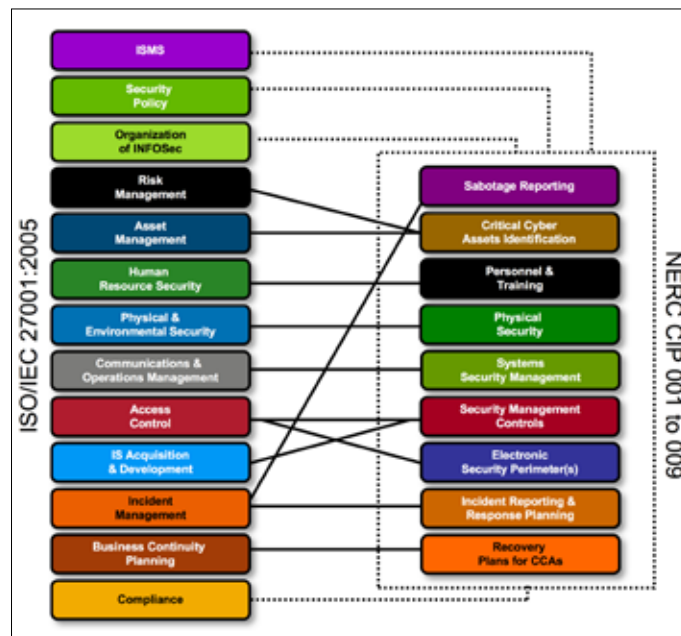 ISO/IEC 27001:2005
ISMS
Security
Policy
Organization
of INFOSec
Risk
Management
Asset
Management
Human
Resource Security
Physical &
Environmental Security
Communications &
Operations Management
Access
Control
IS Acquisition
& Development
Incident
Management
Business Continuity
Planning
Compliance
Sabotage Reporting
Critical Cyber
Assets Identification
Personnel &
Training
Physical
Security
Systems
Security Management
Security Management
Controls
Electronic
Security Perimeter(s)
Incident Reporting &
Response Planning
Recovery
Plans for CCAs
NERC CIP 001 to 009